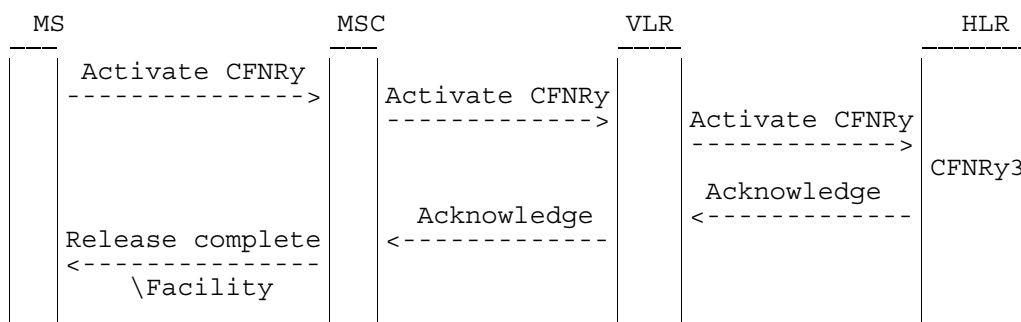 MS MSC VLR HLR
Activate CFNRy
--------------->
Activate CFNRy
------------->
Activate CFNRy
------------->
CFNRy3
Acknowledge
<-------------
Acknowledge
<-------------
Release complete
<----------------
\Facility